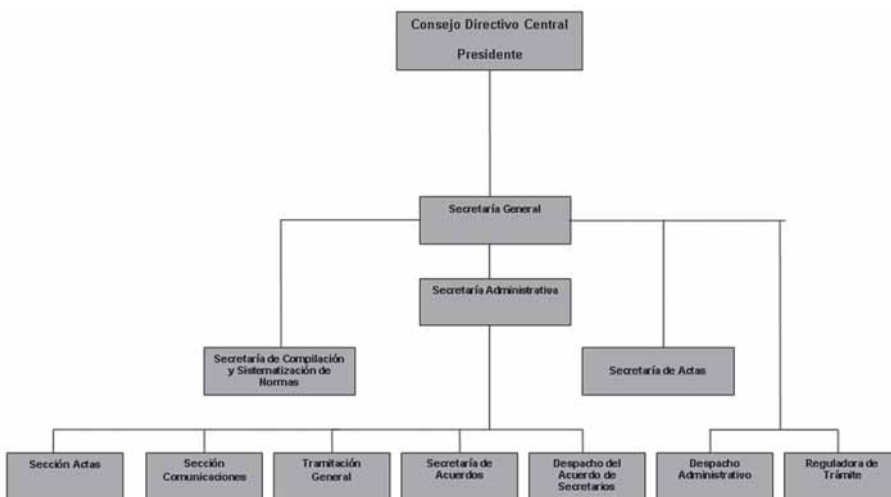 Consejo Directivo Central
Presidente
Secretaría General
Secretaría Administrativa
Secretaría de Compilación
y Sistematización de
Normas
Secretaría de Actas
Sección Actas
Sección
Comunicaciones
Tramitación
General
Secretaría de
Acuerdos
Despacho del
Acuerdo de
Secretarios
Despacho
Administrativo
Reguladora de
Trámite